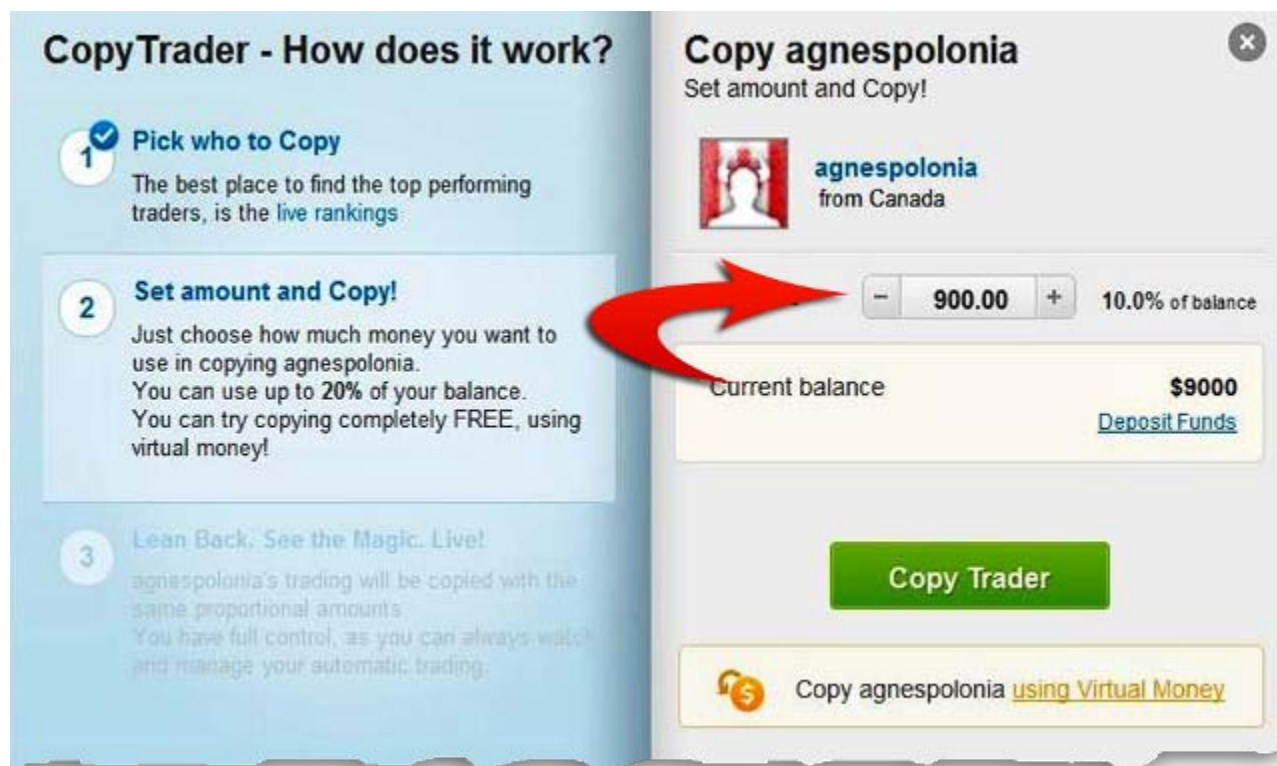 CopyTrader - How does it work?
1
Pick who to Copy
The best place to find the top performing
traders, is the live rankings
2
Set amount and Copy!
Just choose how much money you want to
use in copying agnespolonia.
You can use up to 20% of your balance.
You can try copying completely FREE, using
virtual money!
3
Lean Back. See the Magic. Live!
agnespolonia's trading will be copied with the
same proportional amounts
You have full control, as you can always watch
and manage your automatic trading.
Copy agnespolonia
Set amount and Copy!
agnespolonia
from Canada
- 900.00 + 10.0% of balance
Current balance $9000
Deposit Funds
Copy Trader
$ Copy agnespolonia using Virtual Money